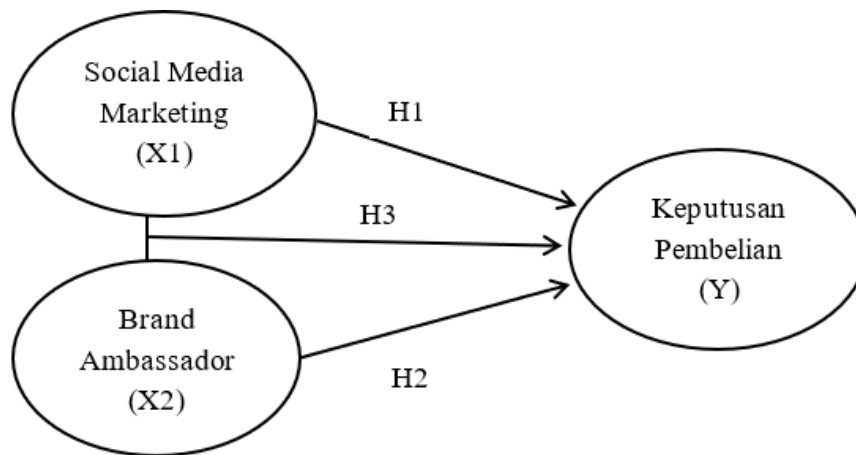 Social Media
Marketing
(X1)
H1
H3
Keputusan
Pembelian
(Y)
Brand
Ambassador
(X2)
H2